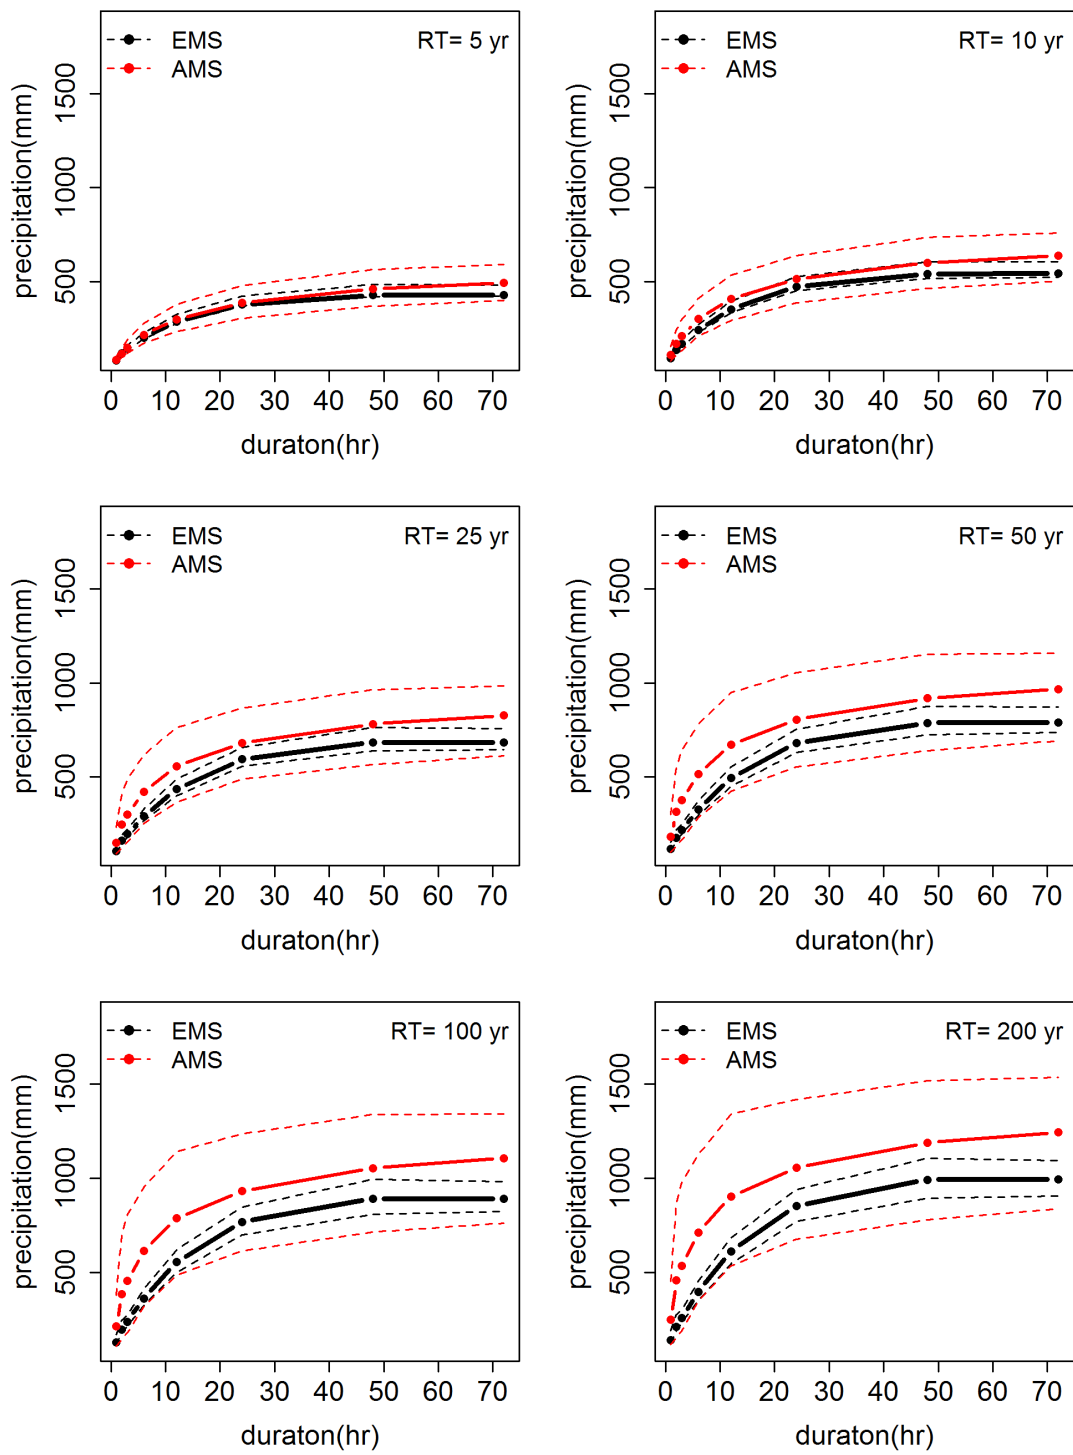 EMS
RT= 5 yr
AMS
precipitation(mm)
1500
1000
500
0 10 20 30 40 50 60 70
duraton(hr)
EMS
RT= 10 yr
AMS
precipitation(mm)
1500
1000
500
0 10 20 30 40 50 60 70
duraton(hr)
EMS
RT= 25 yr
AMS
precipitation(mm)
1500
1000
500
0 10 20 30 40 50 60 70
duraton(hr)
EMS
RT= 50 yr
AMS
precipitation(mm)
1500
1000
500
0 10 20 30 40 50 60 70
duraton(hr)
EMS
RT= 100 yr
AMS
precipitation(mm)
1500
1000
500
0 10 20 30 40 50 60 70
duraton(hr)
EMS
RT= 200 yr
AMS
precipitation(mm)
1500
1000
500
0 10 20 30 40 50 60 70
duraton(hr)